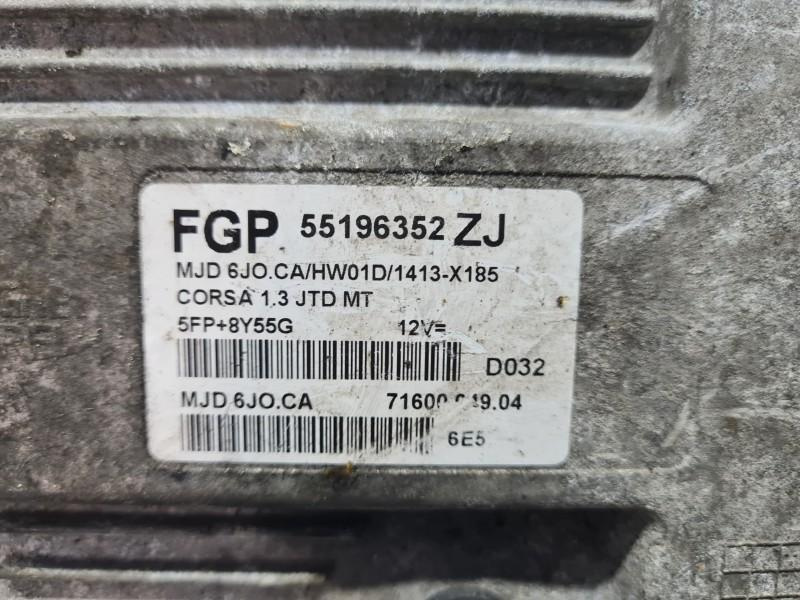 FGP 55196352 ZJ
MJD 6JO.CA/HW01D/1413-X185
CORSA 1.3 JTD MT
5FP+8Y55G 12V=
D032
MJD 6JO.CA
6E5